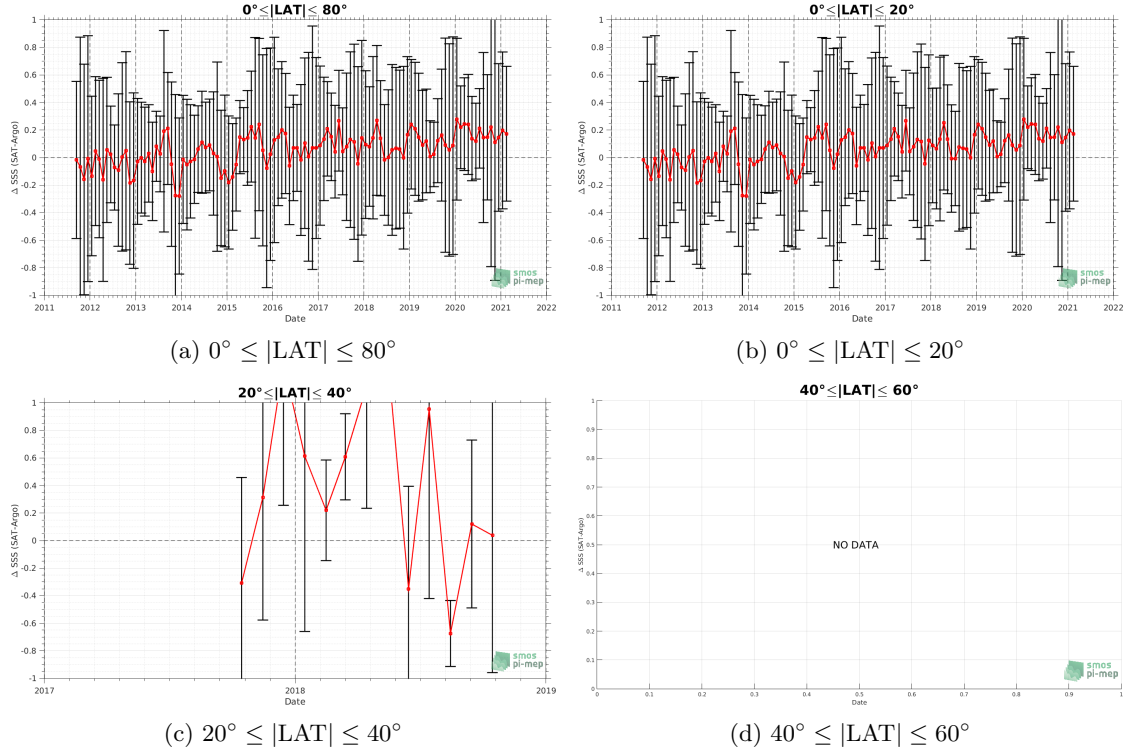 0°≤|LAT|≤ 80°
1
0.8
0.6
0.4
0.2
0
-0.2
-0.4
-0.6
-0.8
-1
Δ SSS (SAT-Argo)
2011 2012 2013 2014 2015 2016 2017 2018 2019 2020 2021 2022
Date
smos
pi-mep
(a) 0° ≤ |LAT| ≤ 80°
0°≤|LAT|≤ 20°
1
0.8
0.6
0.4
0.2
0
-0.2
-0.4
-0.6
-0.8
-1
Δ SSS (SAT-Argo)
2011 2012 2013 2014 2015 2016 2017 2018 2019 2020 2021 2022
Date
smos
pi-mep
(b) 0° ≤ |LAT| ≤ 20°
20°≤|LAT|≤ 40°
1
0.8
0.6
0.4
0.2
0
-0.2
-0.4
-0.6
-0.8
-1
Δ SSS (SAT-Argo)
2017 2018 2019
Date
smos
pi-mep
(c) 20° ≤ |LAT| ≤ 40°
40°≤|LAT|≤ 60°
1
0.9
0.8
0.7
0.6
0.5
0.4
0.3
0.2
0.1
0
Δ SSS (SAT-Argo)
NO DATA
0 0.1 0.2 0.3 0.4 0.5 0.6 0.7 0.8 0.9 1
Date
smos
pi-mep
(d) 40° ≤ |LAT| ≤ 60°